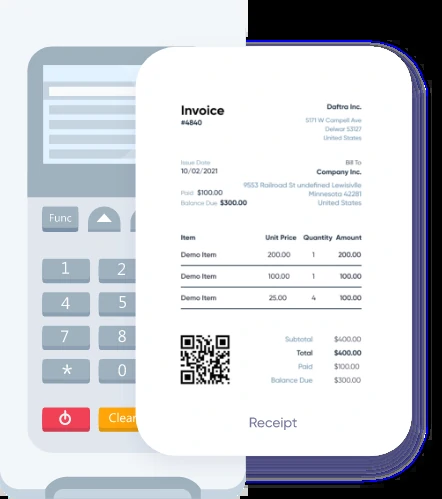 Invoice
#4840
Daftra Inc.
5171 W Campell Ave
Delwar 53127
United States
Issue Date
10/02/2021
Bill To
Company Inc.
9553 Railroad St undefined Lewisivlle
Minnesota 42281
United States
Paid $100.00
Balance Due $300.00
Item Unit Price Quantity Amount
Demo Item 200.00 1 200.00
Demo Item 100.00 1 100.00
Demo Item 25.00 4 100.00
Subtotal $400.00
Total $400.00
Paid $100.00
Balance Due $300.00
Receipt
Func
1 2
4 5
7 8
* 0
Clear